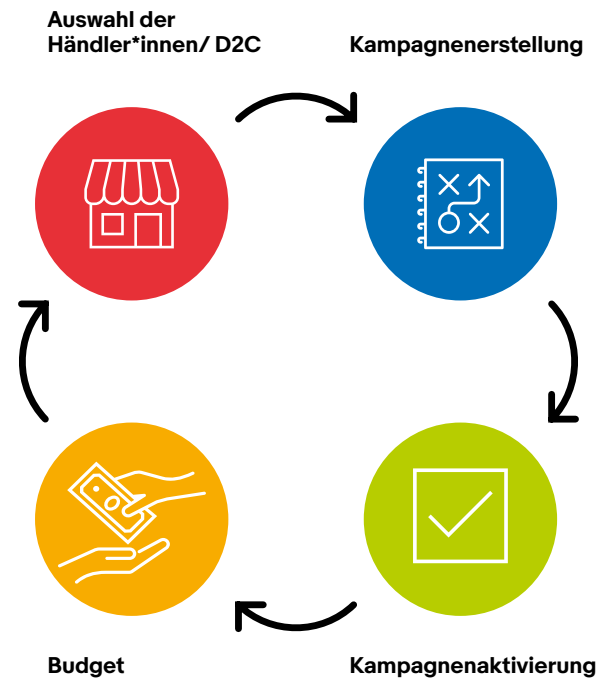 Auswahl der
Händler*innen/ D2C
Kampagnenerstellung
Budget
Kampagnenaktivierung